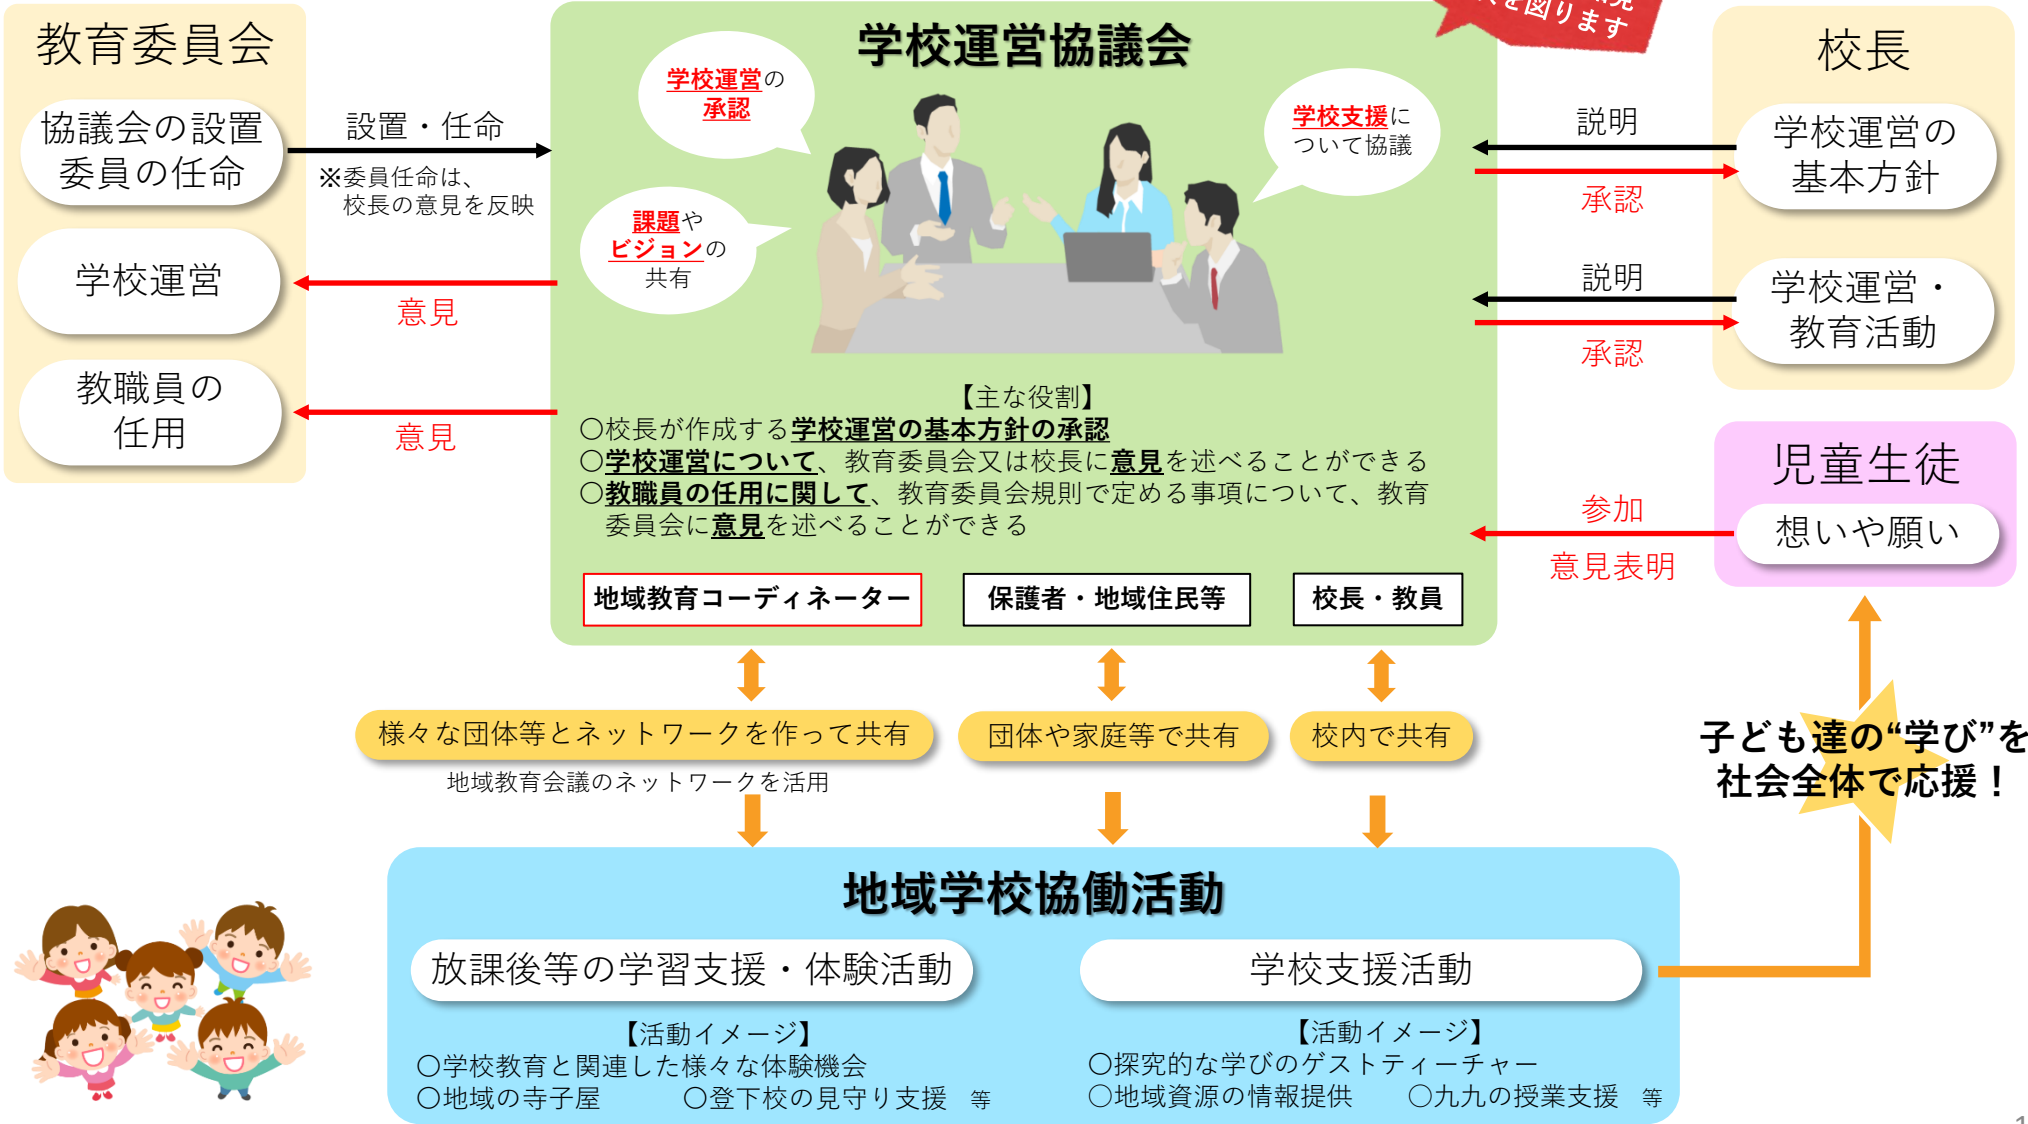 教育委員会
協議会の設置
委員の任命
学校運営
教職員の
任用
設置・任命
※委員任命は、
校長の意見を反映
意見
意見
学校運営協議会
学校運営の
承認
課題や
ビジョンの
共有
学校支援に
ついて協議
【主な役割】
〇校長が作成する学校運営の基本方針の承認
〇学校運営について、教育委員会又は校長に意見を述べることができる
〇教職員の任用に関して、教育委員会規則で定める事項について、教育
委員会に意見を述べることができる
地域教育コーディネーター
保護者・地域住民等
校長・教員
を図ります
説明
承認
説明
承認
校長
学校運営の
基本方針
学校運営・
教育活動
児童生徒
想いや願い
参加
意見表明
様々な団体等とネットワークを作って共有
地域教育会議のネットワークを活用
団体や家庭等で共有
校内で共有
子ども達の“学び”を
社会全体で応援！
地域学校協働活動
放課後等の学習支援・体験活動
【活動イメージ】
〇学校教育と関連した様々な体験機会
〇地域の寺子屋 〇登下校の見守り支援 等
学校支援活動
【活動イメージ】
〇探究的な学びのゲストティーチャー
〇地域資源の情報提供 〇九九の授業支援 等